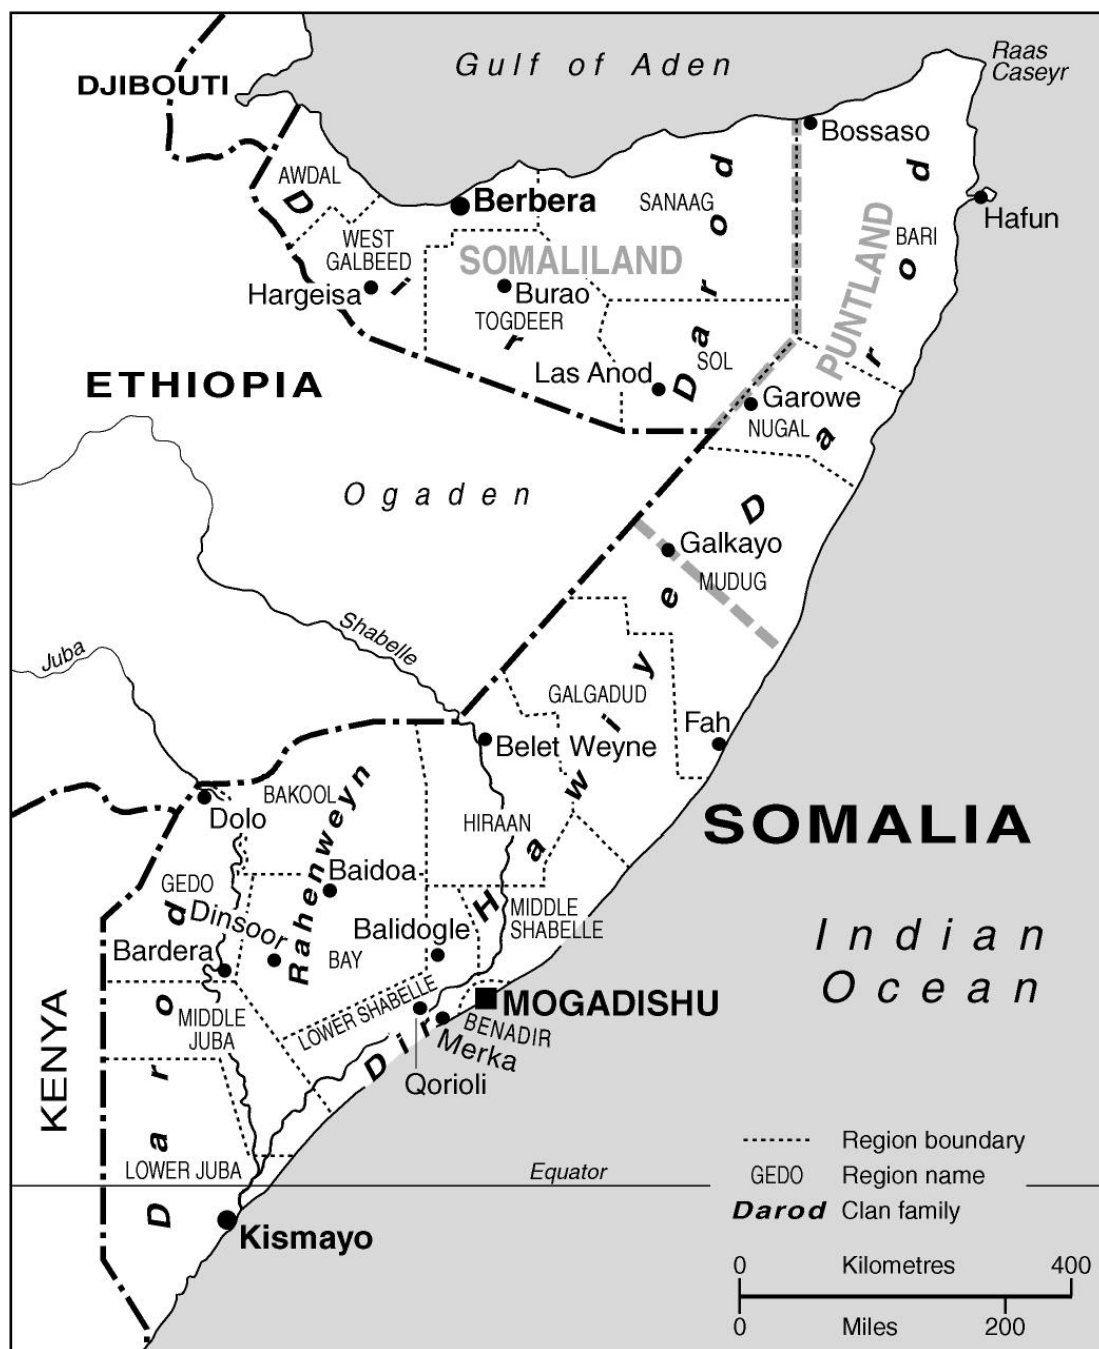 Gulf of Aden
Raas
Caseyr
DJIBOUTI
Bossaso
AWDAL
Berbera
SANAAG
Hafun
WEST
GALBEED
SOMALILAND
PUNTLAND
BARI
Hargeisa
Burao
TOGDEER
Dir
Darod
SOL
Las Anod
ETHIOPIA
Garowe
NUGAL
Darod
Ogaden
Galkayo
MUDUG
Shabelle
Juba
GALGADUD
Fah
Belet Weyne
Hawiye
BAKOOL
Dolo
Rahenweyn
HIRAAN
SOMALIA
Baidoa
GEDO
Dinsoor
Balidogle
MIDDLE
SHABELLE
Bardera
BAY
Indian
Ocean
MOGADISHU
LOWER SHABELLE
BENADIR
MIDDLE
JUBA
Dir
Merka
Qorioli
KENYA
Darod
LOWER JUBA
Equator
Kismayo
Region boundary
GEDO Region name
Darod Clan family
0 Kilometres 400
0 Miles 200